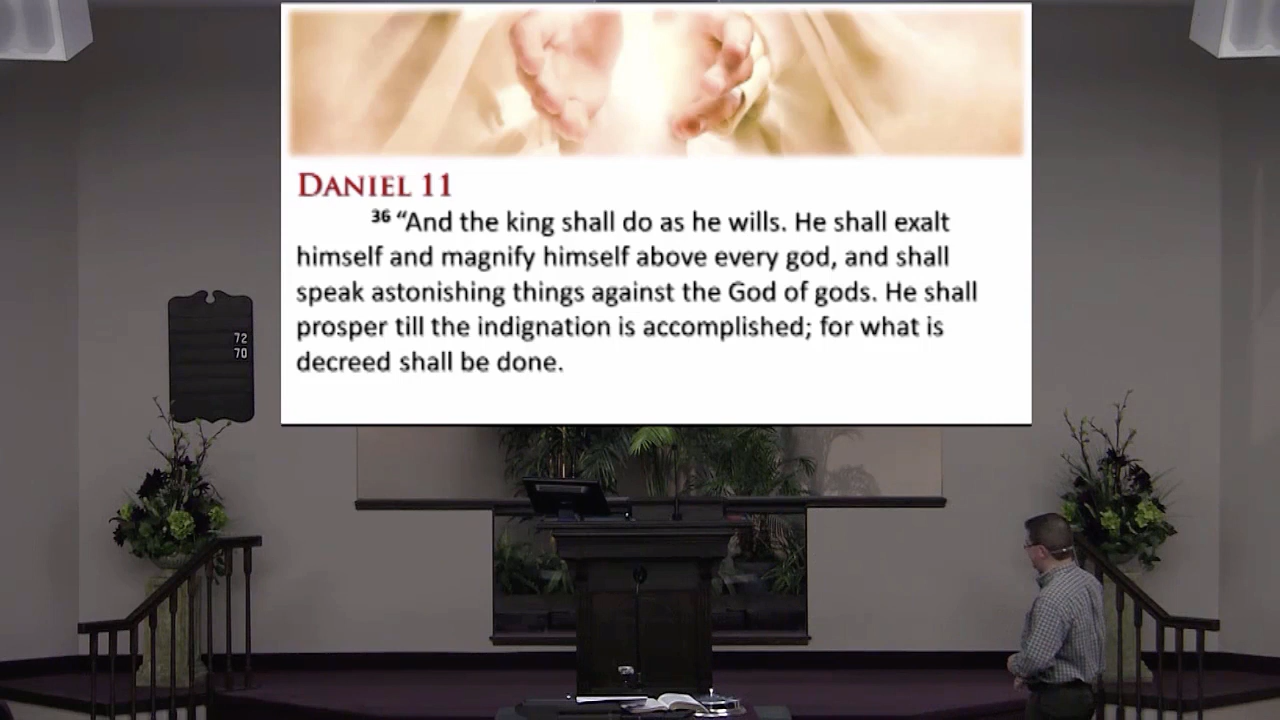 DANIEL 11
36 “And the king shall do as he wills. He shall exalt
himself and magnify himself above every god, and shall
speak astonishing things against the God of gods. He shall
prosper till the indignation is accomplished; for what is
decreed shall be done.
72
70